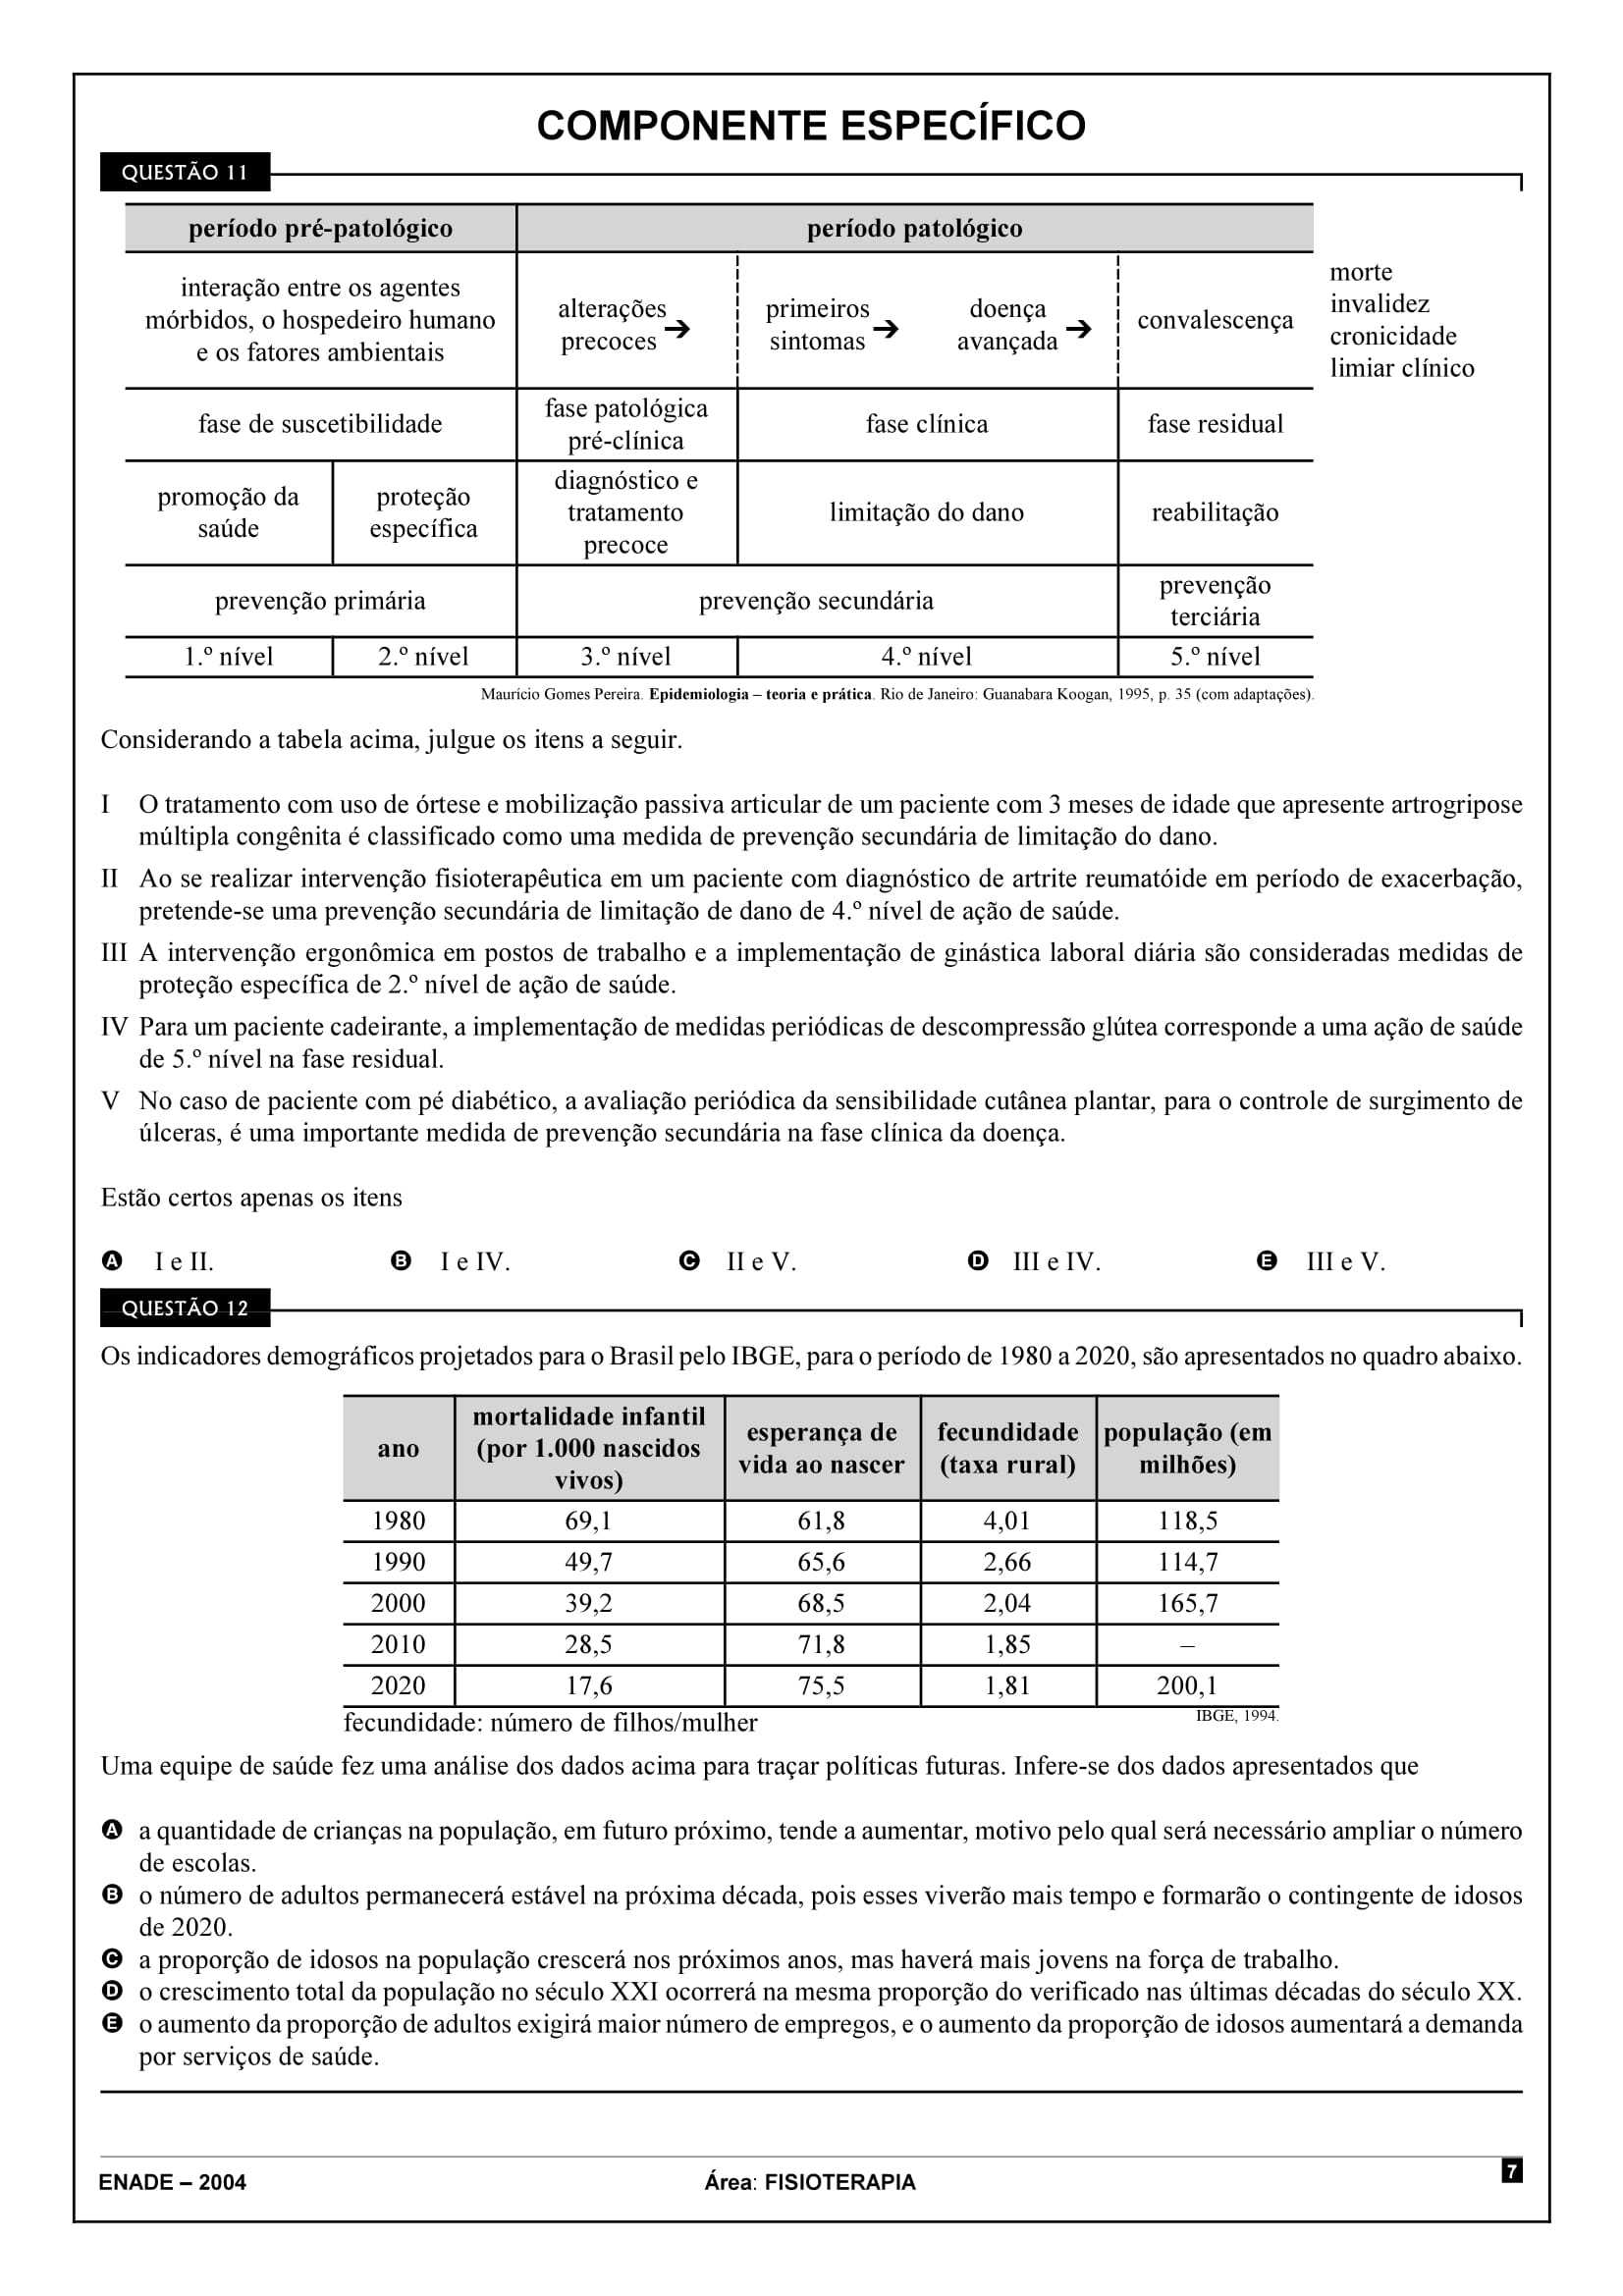 COMPONENTE ESPECÍFICO
QUESTÃO 11
período pré-patológico período patológico
interação entre os agentes
mórbidos, o hospedeiro humano
e os fatores ambientais
alterações
precoces ➔
primeiros
sintomas ➔
doença
avançada ➔
convalescença
morte
invalidez
cronicidade
limiar clínico
fase de suscetibilidade
fase patológica
pré-clínica
fase clínica
fase residual
promoção da
saúde
proteção
específica
diagnóstico e
tratamento
precoce
limitação do dano
reabilitação
prevenção primária
prevenção secundária
prevenção
terciária
1.º nível 2.º nível 3.º nível 4.º nível 5.º nível
Maurício Gomes Pereira. Epidemiologia – teoria e prática. Rio de Janeiro: Guanabara Koogan, 1995, p. 35 (com adaptações).
Considerando a tabela acima, julgue os itens a seguir.
I O tratamento com uso de órtese e mobilização passiva articular de um paciente com 3 meses de idade que apresente artrogripose
múltipla congênita é classificado como uma medida de prevenção secundária de limitação do dano.
II Ao se realizar intervenção fisioterapêutica em um paciente com diagnóstico de artrite reumatóide em período de exacerbação,
pretende-se uma prevenção secundária de limitação de dano de 4.º nível de ação de saúde.
III A intervenção ergonômica em postos de trabalho e a implementação de ginástica laboral diária são consideradas medidas de
proteção específica de 2.º nível de ação de saúde.
IV Para um paciente cadeirante, a implementação de medidas periódicas de descompressão glútea corresponde a uma ação de saúde
de 5.º nível na fase residual.
V No caso de paciente com pé diabético, a avaliação periódica da sensibilidade cutânea plantar, para o controle de surgimento de
úlceras, é uma importante medida de prevenção secundária na fase clínica da doença.
Estão certos apenas os itens
A I e II. B I e IV. C II e V. D III e IV. E III e V.
QUESTÃO 12
Os indicadores demográficos projetados para o Brasil pelo IBGE, para o período de 1980 a 2020, são apresentados no quadro abaixo.
ano
mortalidade infantil
(por 1.000 nascidos
vivos)
esperança de
vida ao nascer
fecundidade
(taxa rural)
população (em
milhões)
1980 69,1 61,8 4,01 118,5
1990 49,7 65,6 2,66 114,7
2000 39,2 68,5 2,04 165,7
2010 28,5 71,8 1,85 –
2020 17,6 75,5 1,81 200,1
fecundidade: número de filhos/mulher IBGE, 1994.
Uma equipe de saúde fez uma análise dos dados acima para traçar políticas futuras. Infere-se dos dados apresentados que
A a quantidade de crianças na população, em futuro próximo, tende a aumentar, motivo pelo qual será necessário ampliar o número
de escolas.
B o número de adultos permanecerá estável na próxima década, pois esses viverão mais tempo e formarão o contingente de idosos
de 2020.
C a proporção de idosos na população crescerá nos próximos anos, mas haverá mais jovens na força de trabalho.
D o crescimento total da população no século XXI ocorrerá na mesma proporção do verificado nas últimas décadas do século XX.
E o aumento da proporção de adultos exigirá maior número de empregos, e o aumento da proporção de idosos aumentará a demanda
por serviços de saúde.
ENADE – 2004 Área: FISIOTERAPIA 7